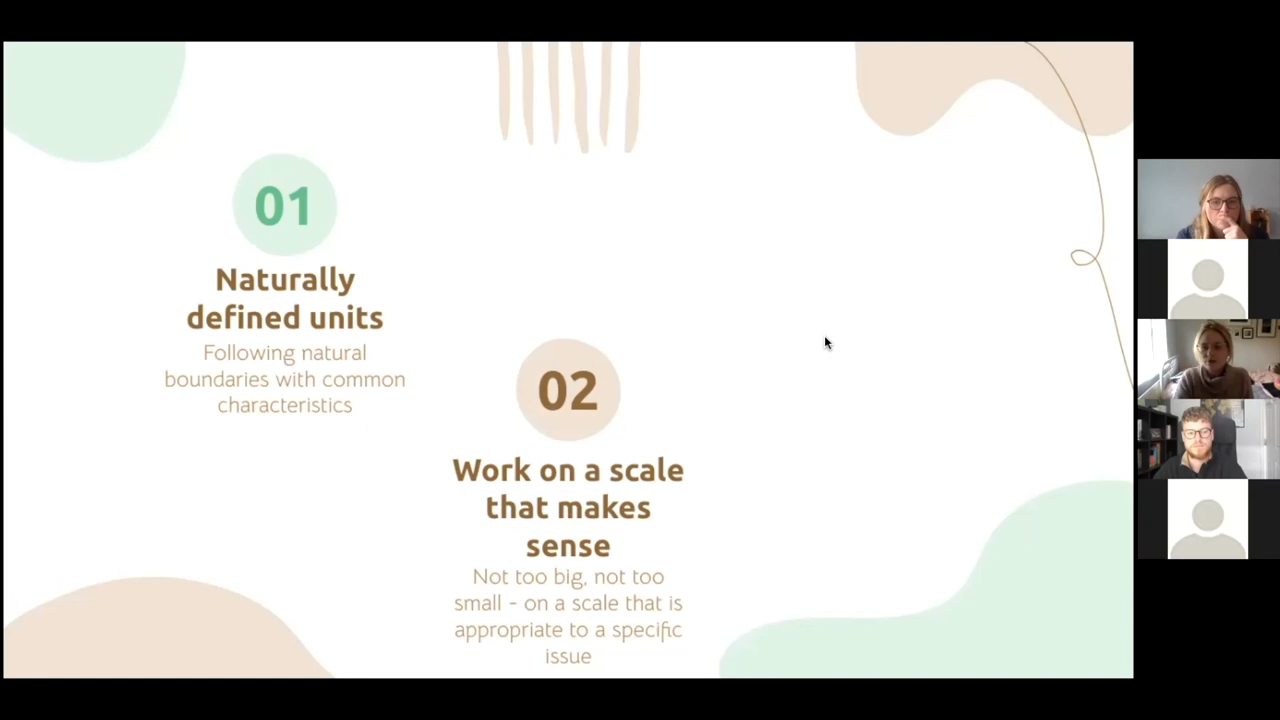 01
Naturally
defined units
Following natural
boundaries with common
characteristics
02
Work on a scale
that makes
sense
Not too big, not too
small - on a scale that is
appropriate to a specific
issue